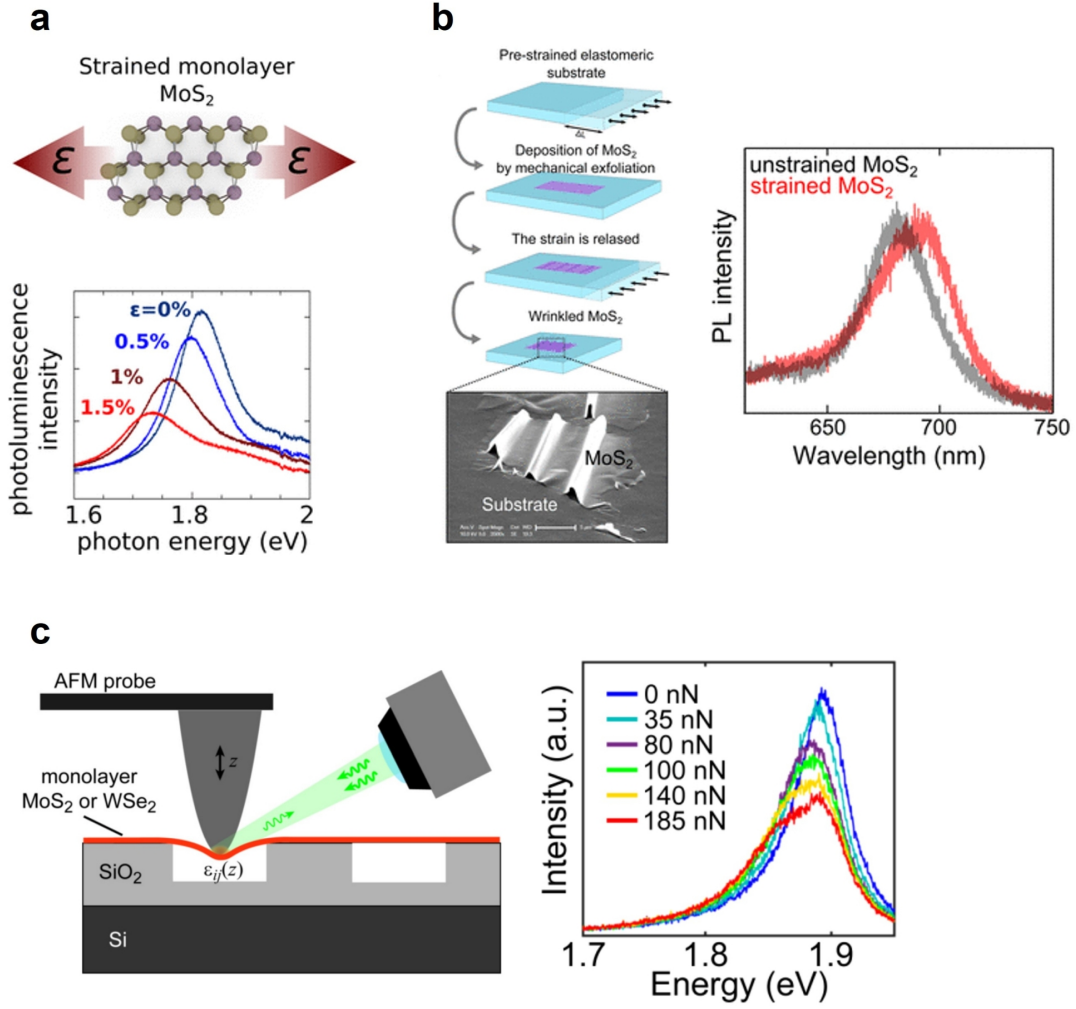 a
Strained monolayer
MoS2
ε
ε
photoluminescence
intensity
ε=0%
0.5%
1%
1.5%
1.6
1.8
2
photon energy (eV)
b
Pre-strained elastomeric
substrate
ΔL
Deposition of MoS2
by mechanical exfoliation
The strain is relased
Wrinkled MoS2
MoS2
Substrate
unstrained MoS2
strained MoS2
PL intensity
650
700
750
Wavelength (nm)
c
AFM probe
z
monolayer
MoS2 or WSe2
SiO2
εij(z)
Si
Intensity (a.u.)
0 nN
35 nN
80 nN
100 nN
140 nN
185 nN
1.7
1.8
1.9
Energy (eV)